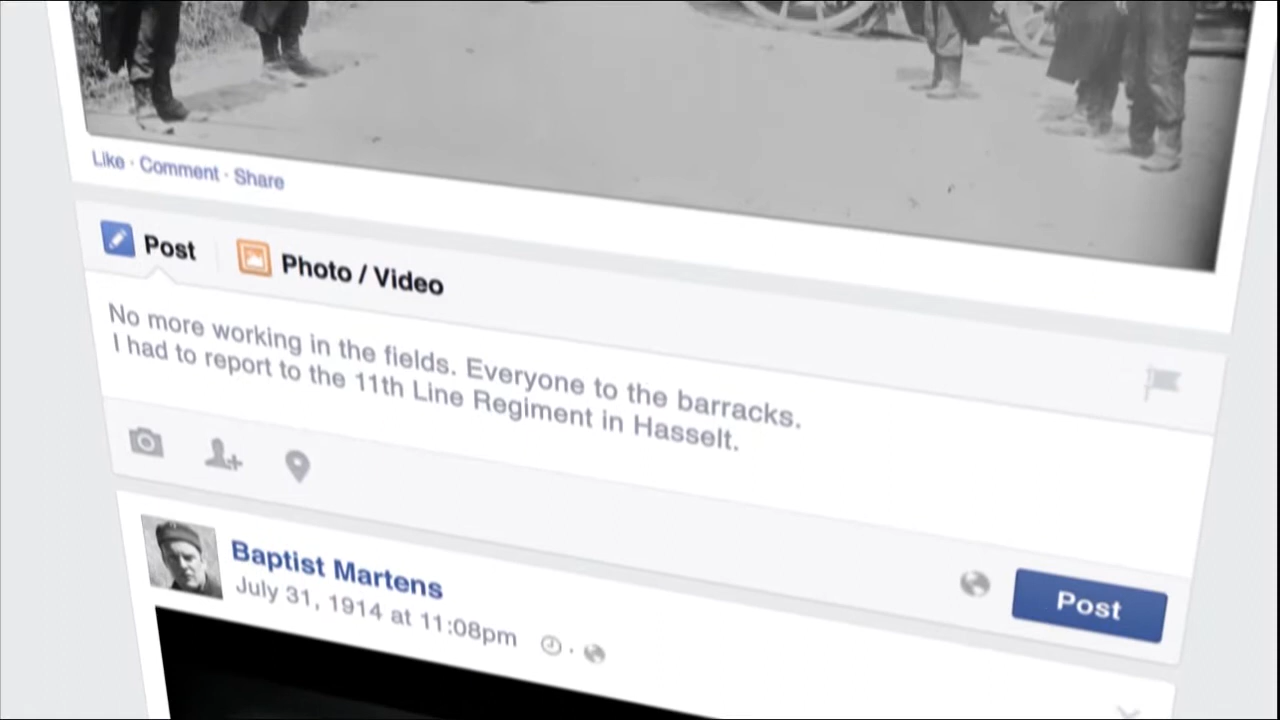 Like · Comment · Share
Post
Photo / Video
No more working in the fields. Everyone to the barracks.
I had to report to the 11th Line Regiment in Hasselt.
Post
Baptist Martens
July 31, 1914 at 11:08pm